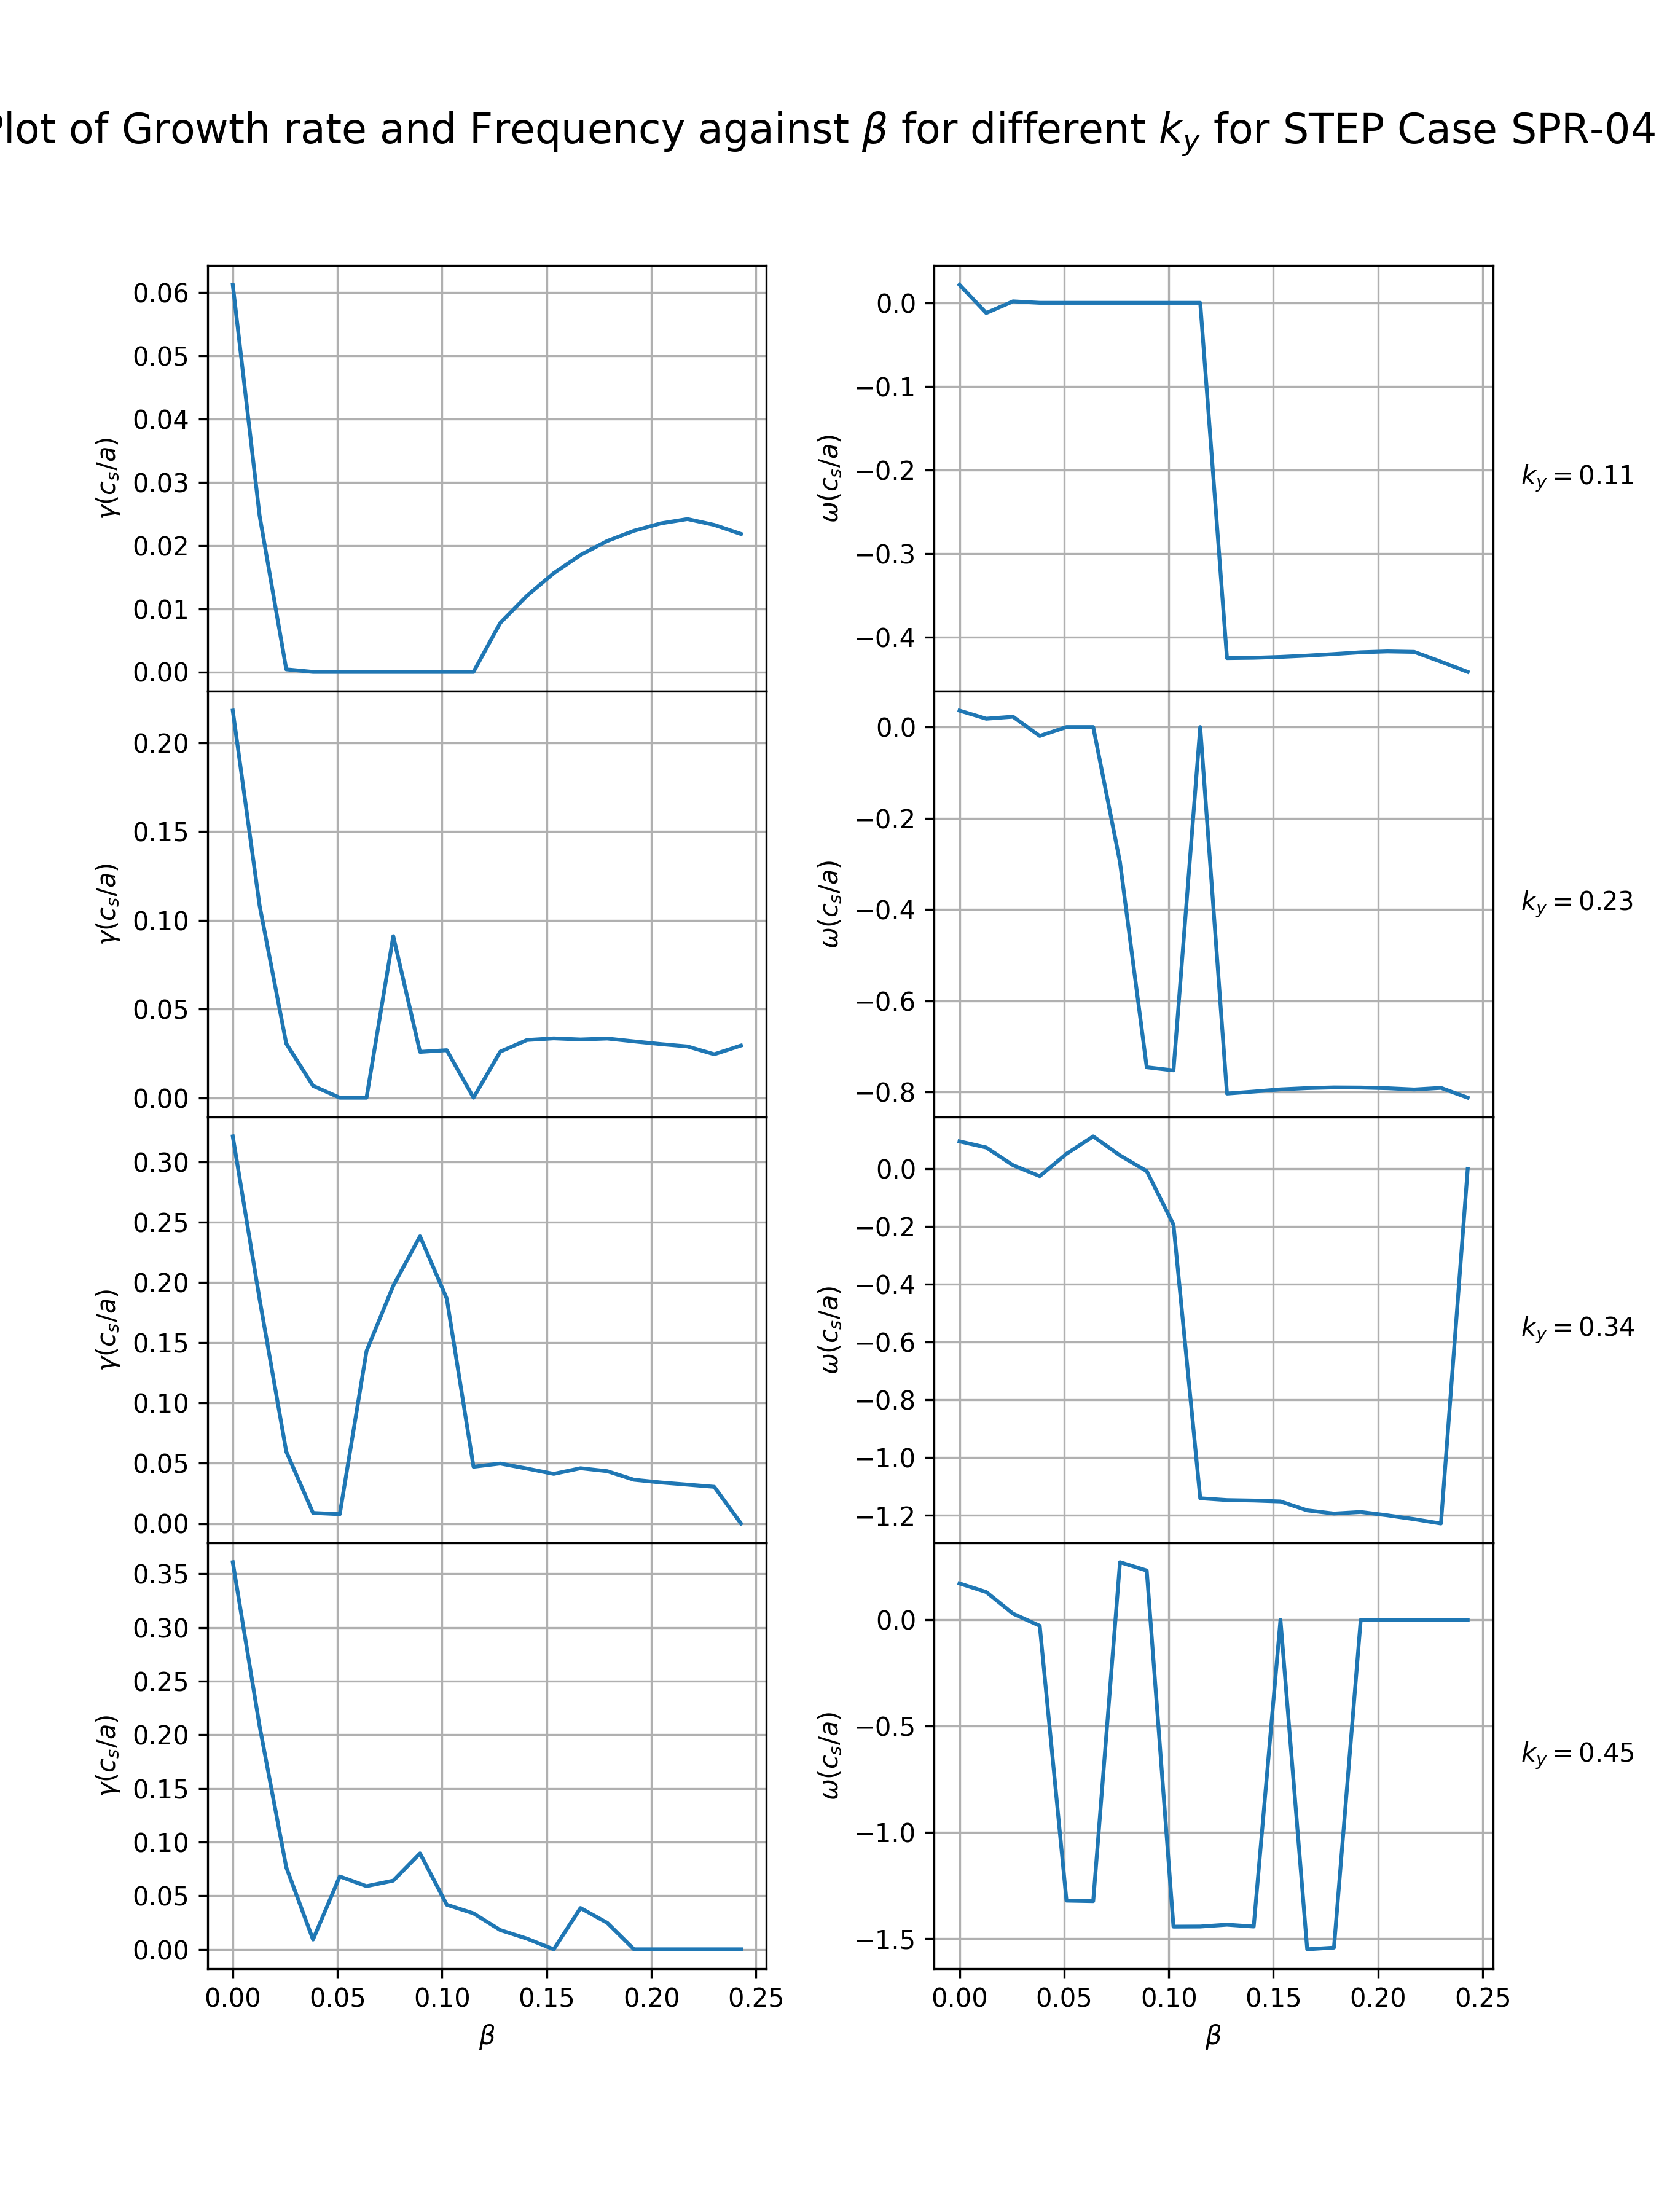 lot of Growth rate and Frequency against β for different k_y for STEP Case SPR-04
0.06
0.05
0.04
0.03
0.02
0.01
0.00
γ(c_s/a)
0.0
−0.1
−0.2
−0.3
−0.4
ω(c_s/a)
k_y = 0.11
0.20
0.15
0.10
0.05
0.00
γ(c_s/a)
0.0
−0.2
−0.4
−0.6
−0.8
ω(c_s/a)
k_y = 0.23
0.30
0.25
0.20
0.15
0.10
0.05
0.00
γ(c_s/a)
0.0
−0.2
−0.4
−0.6
−0.8
−1.0
−1.2
ω(c_s/a)
k_y = 0.34
0.35
0.30
0.25
0.20
0.15
0.10
0.05
0.00
γ(c_s/a)
0.0
−0.5
−1.0
−1.5
ω(c_s/a)
k_y = 0.45
0.00 0.05 0.10 0.15 0.20 0.25
β
0.00 0.05 0.10 0.15 0.20 0.25
β